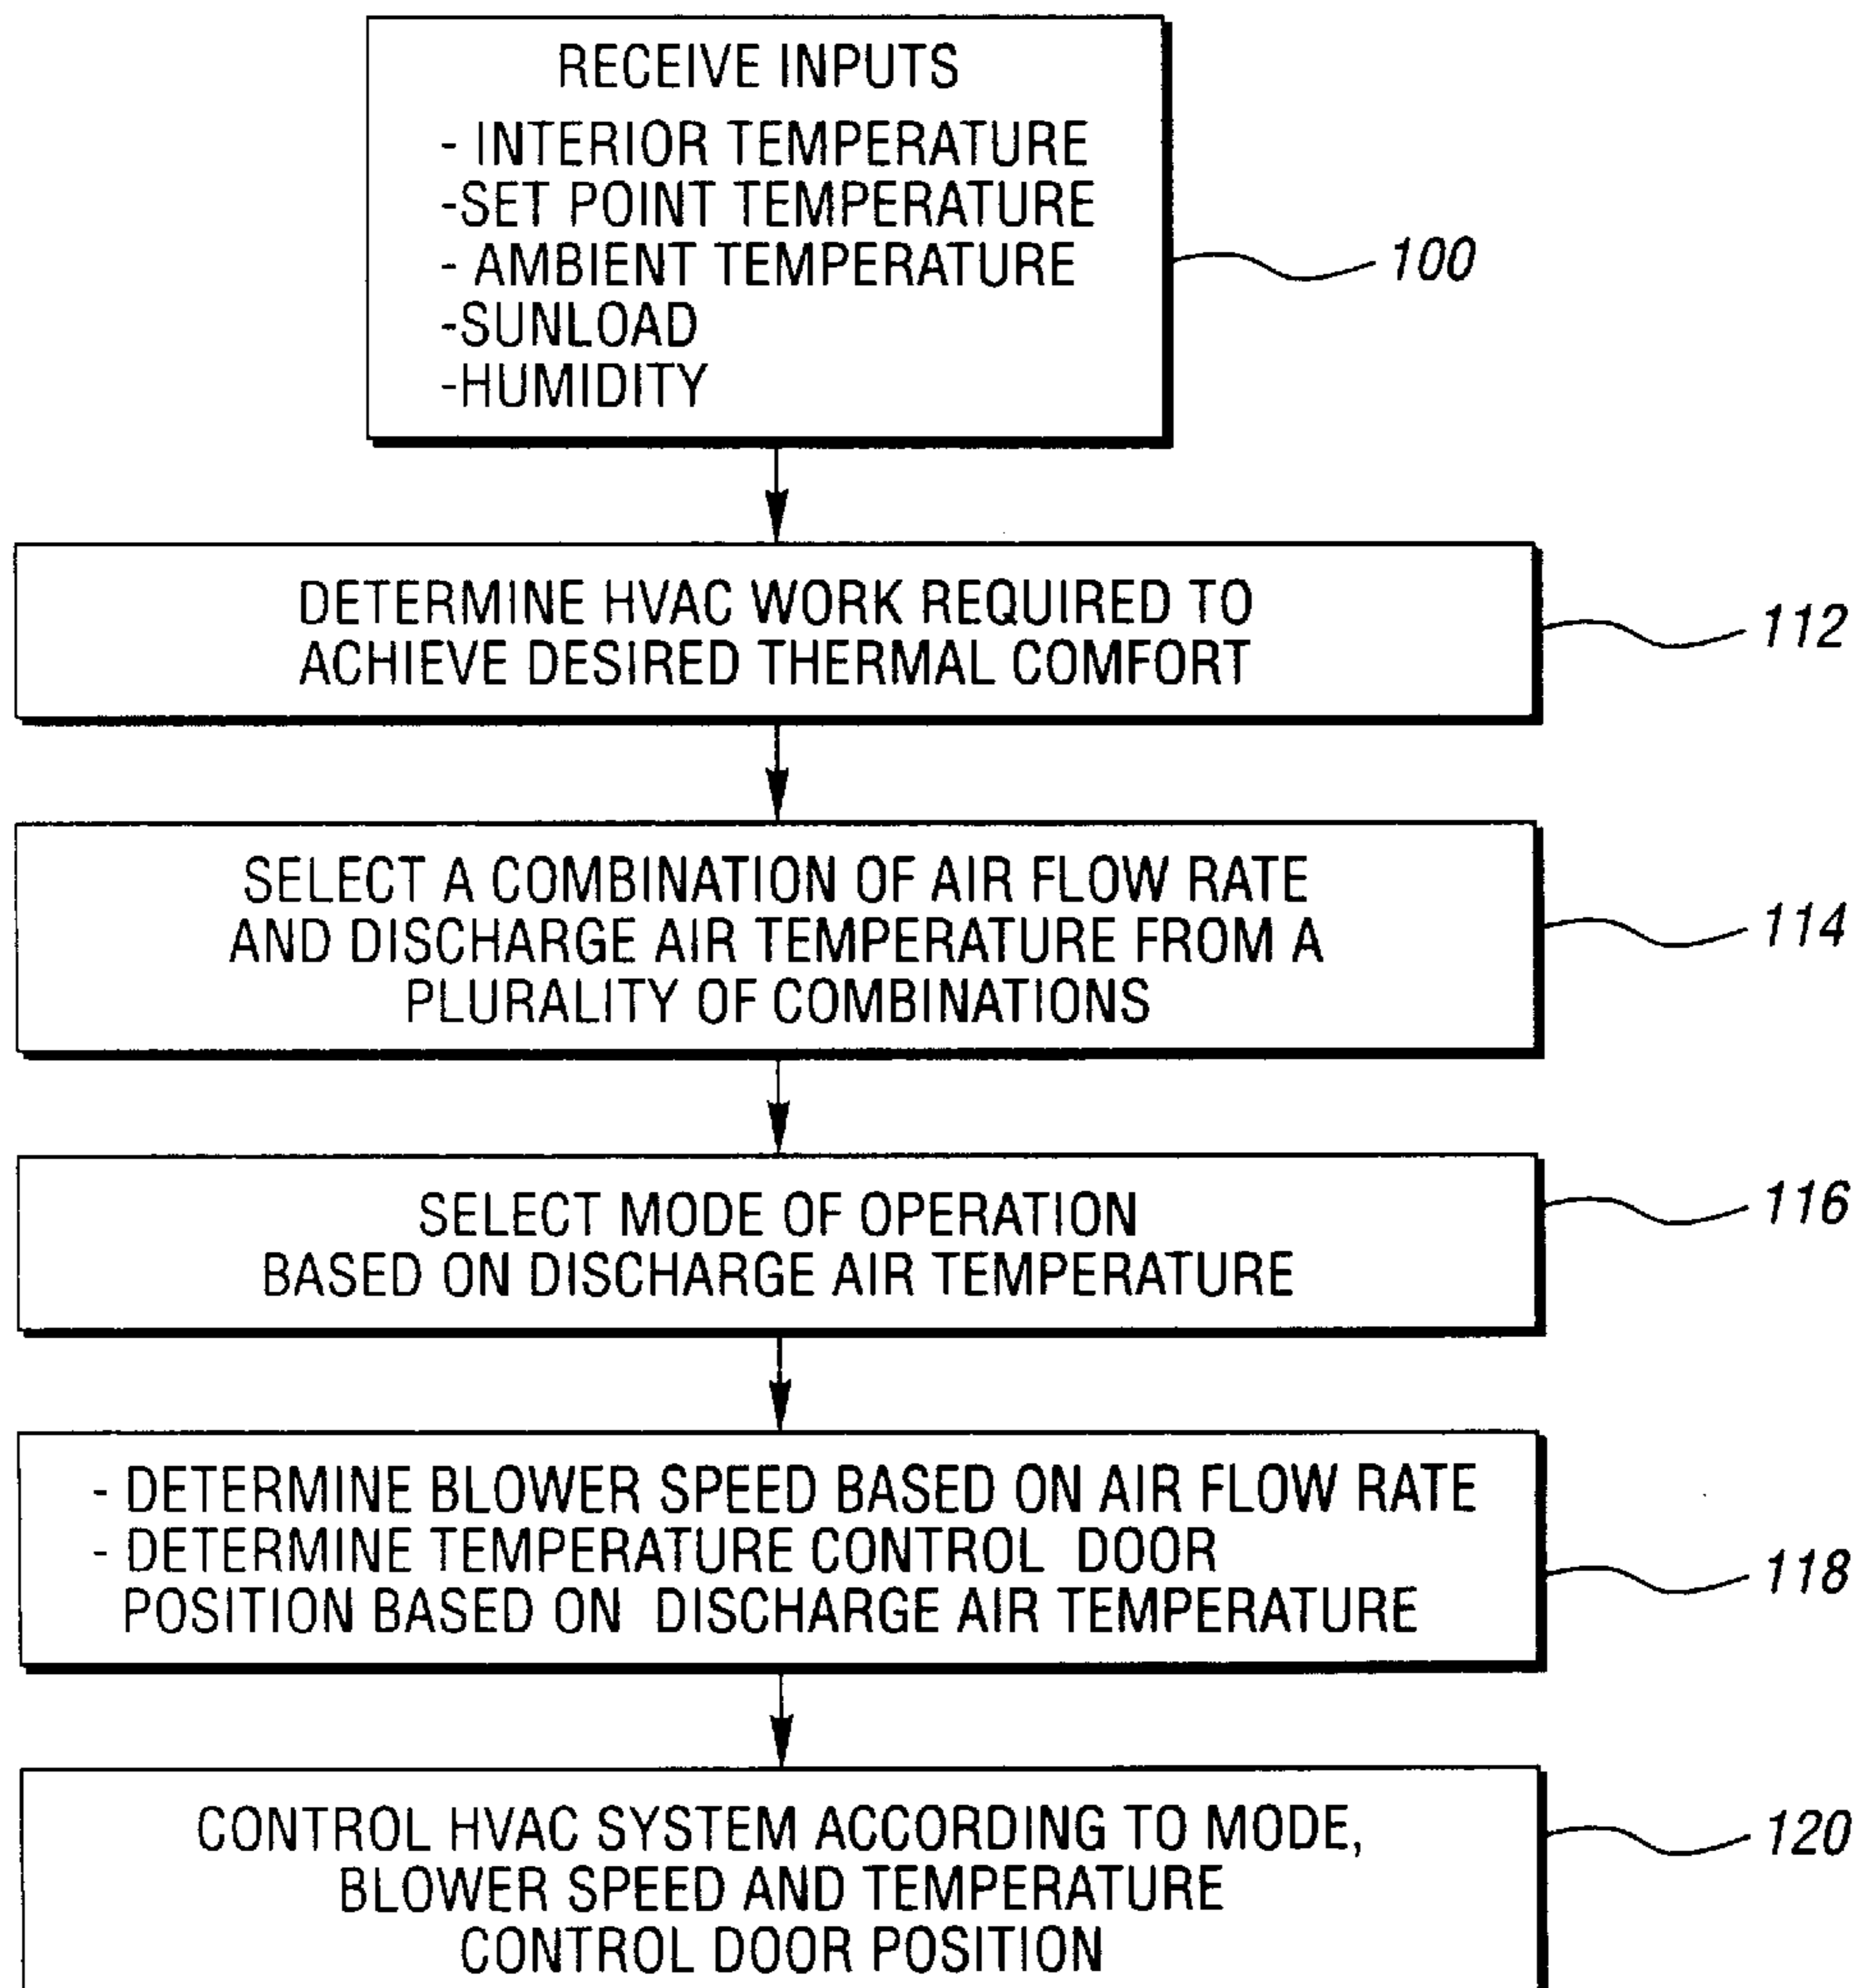 RECEIVE INPUTS
- INTERIOR TEMPERATURE
-SET POINT TEMPERATURE
- AMBIENT TEMPERATURE
-SUNLOAD
-HUMIDITY
100
DETERMINE HVAC WORK REQUIRED TO
ACHIEVE DESIRED THERMAL COMFORT
112
SELECT A COMBINATION OF AIR FLOW RATE
AND DISCHARGE AIR TEMPERATURE FROM A
PLURALITY OF COMBINATIONS
114
SELECT MODE OF OPERATION
BASED ON DISCHARGE AIR TEMPERATURE
116
- DETERMINE BLOWER SPEED BASED ON AIR FLOW RATE
- DETERMINE TEMPERATURE CONTROL DOOR
POSITION BASED ON DISCHARGE AIR TEMPERATURE
118
CONTROL HVAC SYSTEM ACCORDING TO MODE,
BLOWER SPEED AND TEMPERATURE
CONTROL DOOR POSITION
120